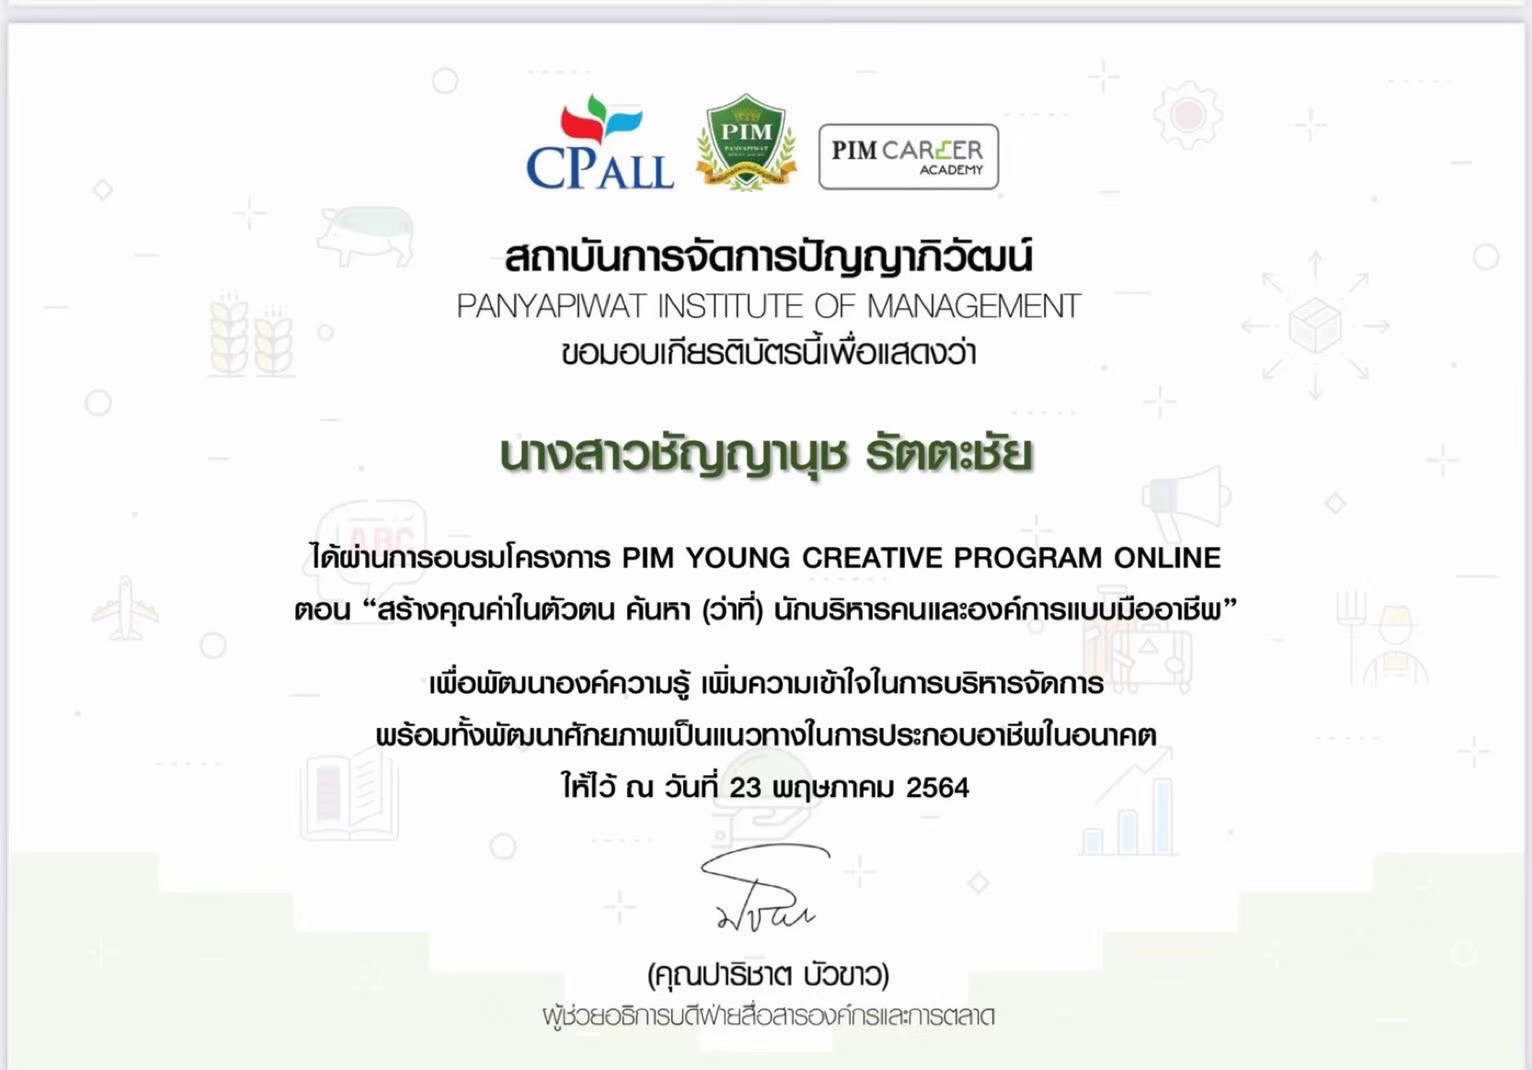 CPALL
PIM
PANYAPIWAT
PIM CAREER
ACADEMY
สถาบันการจัดการปัญญาภิวัฒน์
PANYAPIWAT INSTITUTE OF MANAGEMENT
ขอมอบเกียรติบัตรนี้เพื่อแสดงว่า
นางสาวชัญญานุช รัตตะชัย
ABC
ได้ผ่านการอบรมโครงการ PIM YOUNG CREATIVE PROGRAM ONLINE
ตอน “สร้างคุณค่าในตัวตน ค้นหา (ว่าที่) นักบริหารคนและองค์การแบบมืออาชีพ”
เพื่อพัฒนาองค์ความรู้ เพิ่มความเข้าใจในการบริหารจัดการ
พร้อมทั้งพัฒนาศักยภาพเป็นแนวทางในการประกอบอาชีพในอนาคต
ให้ไว้ ณ วันที่ 23 พฤษภาคม 2564
(คุณปาริชาต บัวขาว)
ผู้ช่วยอธิการบดีฝ่ายสื่อสารองค์กรและการตลาด